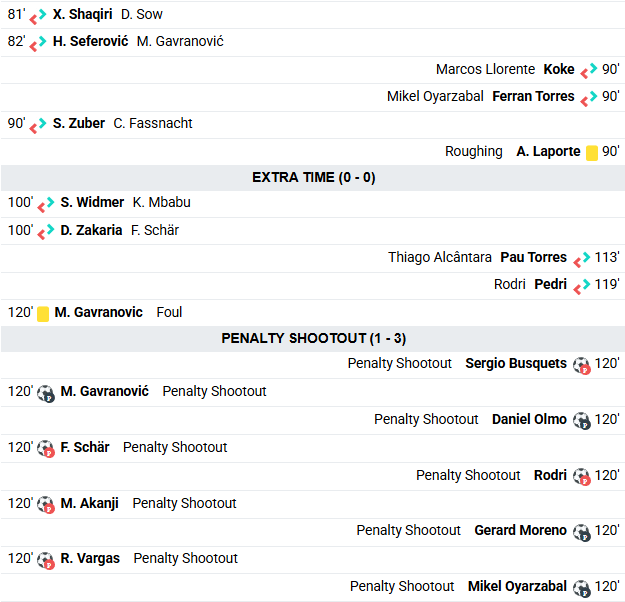 81' X. Shaqiri D. Sow
82' H. Seferović M. Gavranović
Marcos Llorente Koke 90'
Mikel Oyarzabal Ferran Torres 90'
90' S. Zuber C. Fassnacht
Roughing A. Laporte 90'
EXTRA TIME (0 - 0)
100' S. Widmer K. Mbabu
100' D. Zakaria F. Schär
Thiago Alcântara Pau Torres 113'
Rodri Pedri 119'
120' M. Gavranovic Foul
PENALTY SHOOTOUT (1 - 3)
Penalty Shootout Sergio Busquets P 120'
120' P M. Gavranović Penalty Shootout
Penalty Shootout Daniel Olmo P 120'
120' P F. Schär Penalty Shootout
Penalty Shootout Rodri P 120'
120' P M. Akanji Penalty Shootout
Penalty Shootout Gerard Moreno P 120'
120' P R. Vargas Penalty Shootout
Penalty Shootout Mikel Oyarzabal P 120'